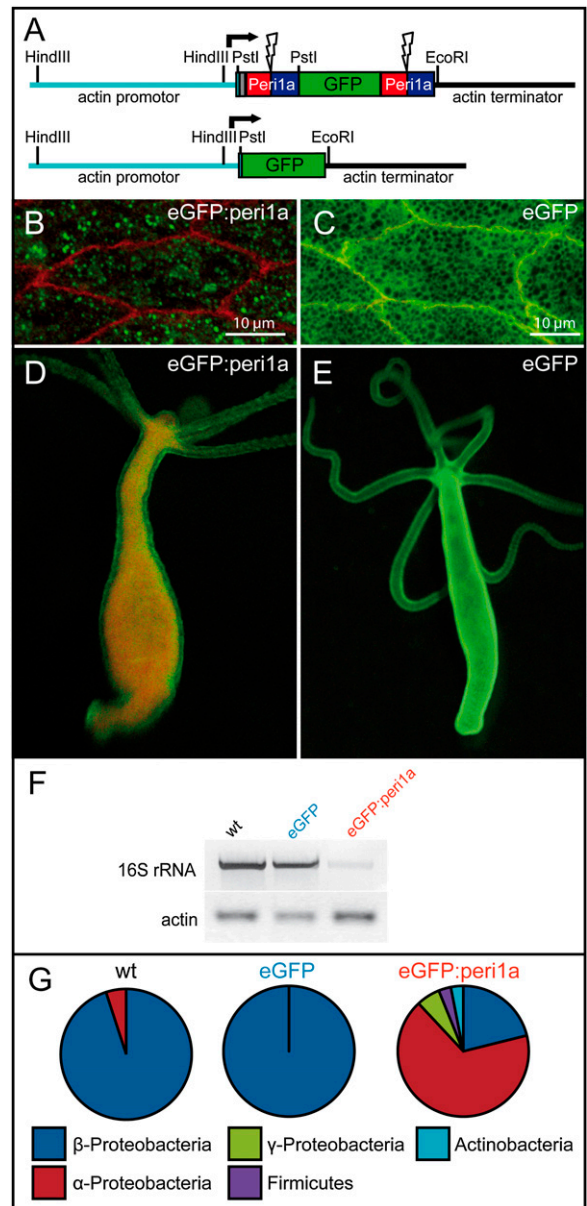 A
HindIII HindIII PstI PstI EcoRI
Peri1a GFP Peri1a
actin promotor actin terminator
HindIII HindIII PstI EcoRI
GFP
actin promotor actin terminator
B eGFP:peri1a
10 µm
C eGFP
10 µm
D eGFP:peri1a
E eGFP
F
wt eGFP eGFP:peri1a
16S rRNA
actin
G
wt eGFP eGFP:peri1a
β-Proteobacteria γ-Proteobacteria Actinobacteria
α-Proteobacteria Firmicutes